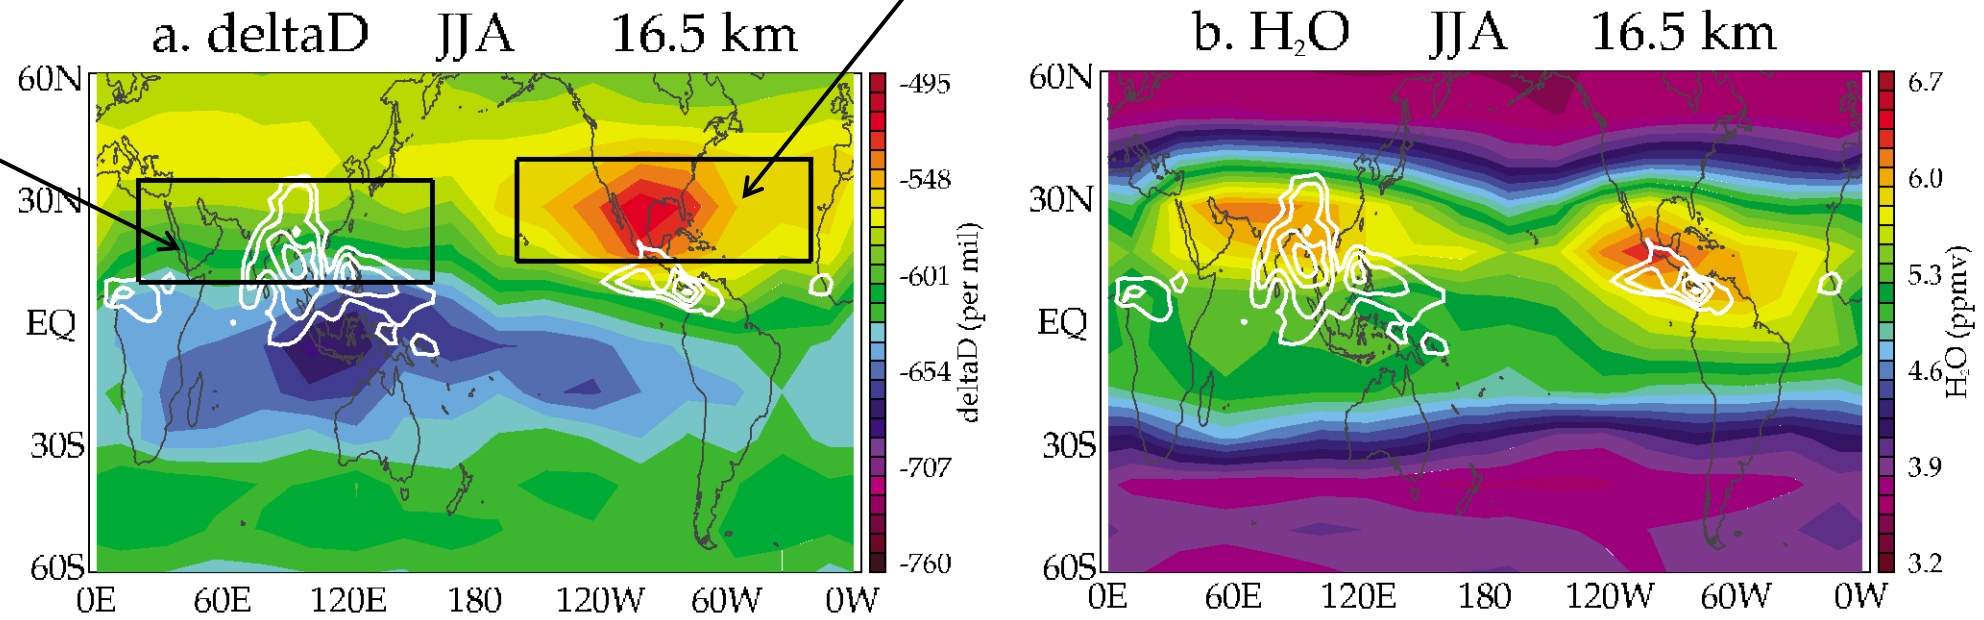 a. deltaD JJA 16.5 km
60N
30N
EQ
30S
60S
0E 60E 120E 180 120W 60W 0W
-495
-548
-601
-654
-707
-760
deltaD (per mil)
b. H₂O JJA 16.5 km
60N
30N
EQ
30S
60S
0E 60E 120E 180 120W 60W 0W
6.7
6.0
5.3
4.6
3.9
3.2
H₂O (ppmv)